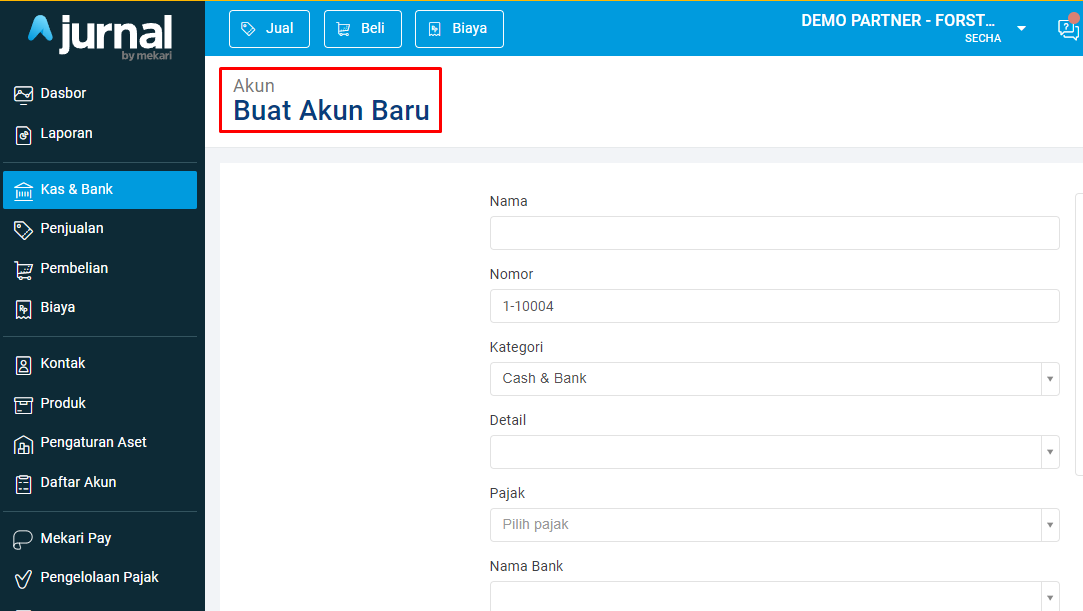 jurnal
by mekari
Dasbor
Laporan
Kas & Bank
Penjualan
Pembelian
Biaya
Kontak
Produk
Pengaturan Aset
Daftar Akun
Mekari Pay
Pengelolaan Pajak
Jual
Beli
Biaya
DEMO PARTNER - FORST...
SECHA
Akun
Buat Akun Baru
Nama
Nomor
1-10004
Kategori
Cash & Bank
Detail
Pajak
Pilih pajak
Nama Bank